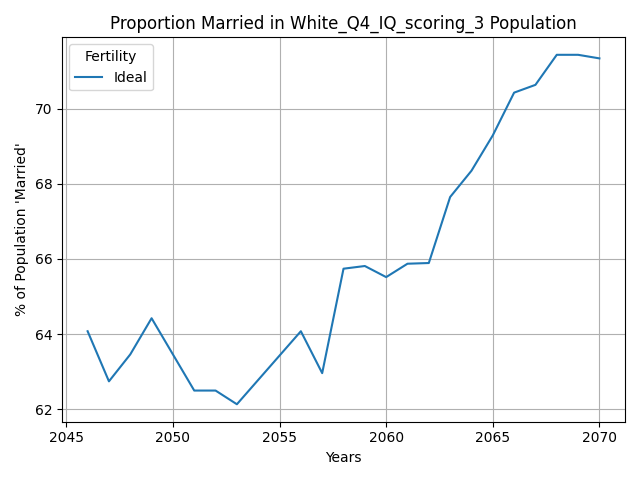 Proportion Married in White_Q4_IQ_scoring_3 Population
Fertility
Ideal
% of Population 'Married'
70
68
66
64
62
2045
2050
2055
2060
2065
2070
Years